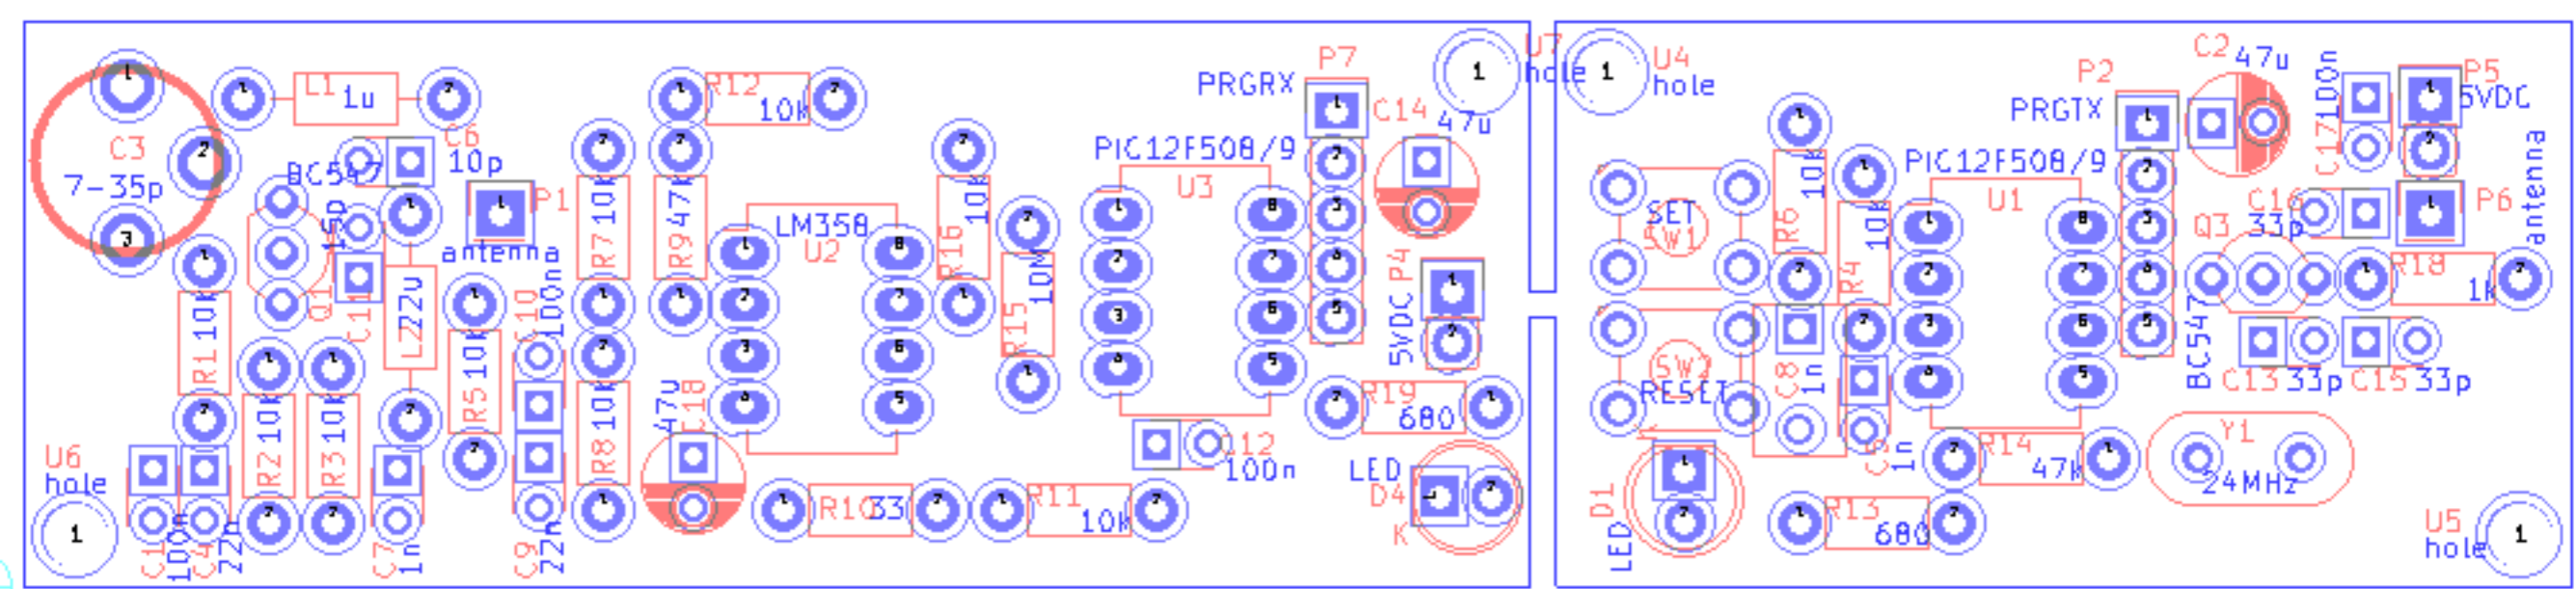 L1 1u
C3
7-35p
BC547
C6
10p
15p
P1
antenna
Q1
C11
L2 22u
R1 10k
R2 10k
R3 10k
R5 10k
C10
100n
U6
hole
C1
100n
C4
22n
C7
1n
C9
22n
R7 10k
R8 10k
R9 47k
R12
10k
LM358
U2
47u
C18
R10 33
R11
10k
R16
10k
R15
10M
PRGRX
P7
PIC12F508/9
U3
C14
47u
P4
5VDC
R19
680
C12
100n
LED
D4
K
U7
hole
U4
hole
SET
SW1
SW2
RESET
R6
10k
R4
10k
C8
1n
C5
1n
K
D1
LED
R13
680
R14
47k
PIC12F508/9
U1
PRGTX
P2
C2
47u
C17
100n
P5
5VDC
P6
antenna
C16
33p
Q3
BC547
R18
1k
C13 33p
C15 33p
Y1
24MHz
U5
hole